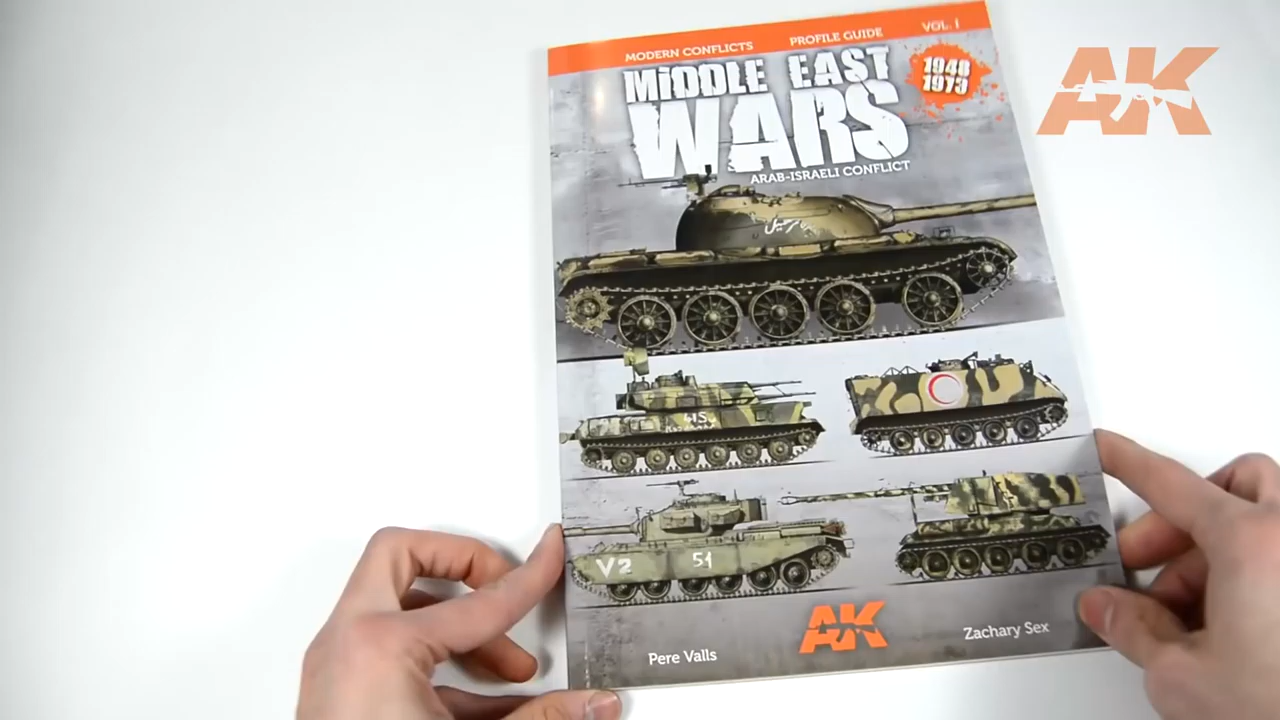 MODERN CONFLICTS PROFILE GUIDE VOL. I
MiDDLE EAST
WARS
1948
1973
ARAB-ISRAELI CONFLICT
AK
V2
51
AK
Pere Valls
Zachary Sex